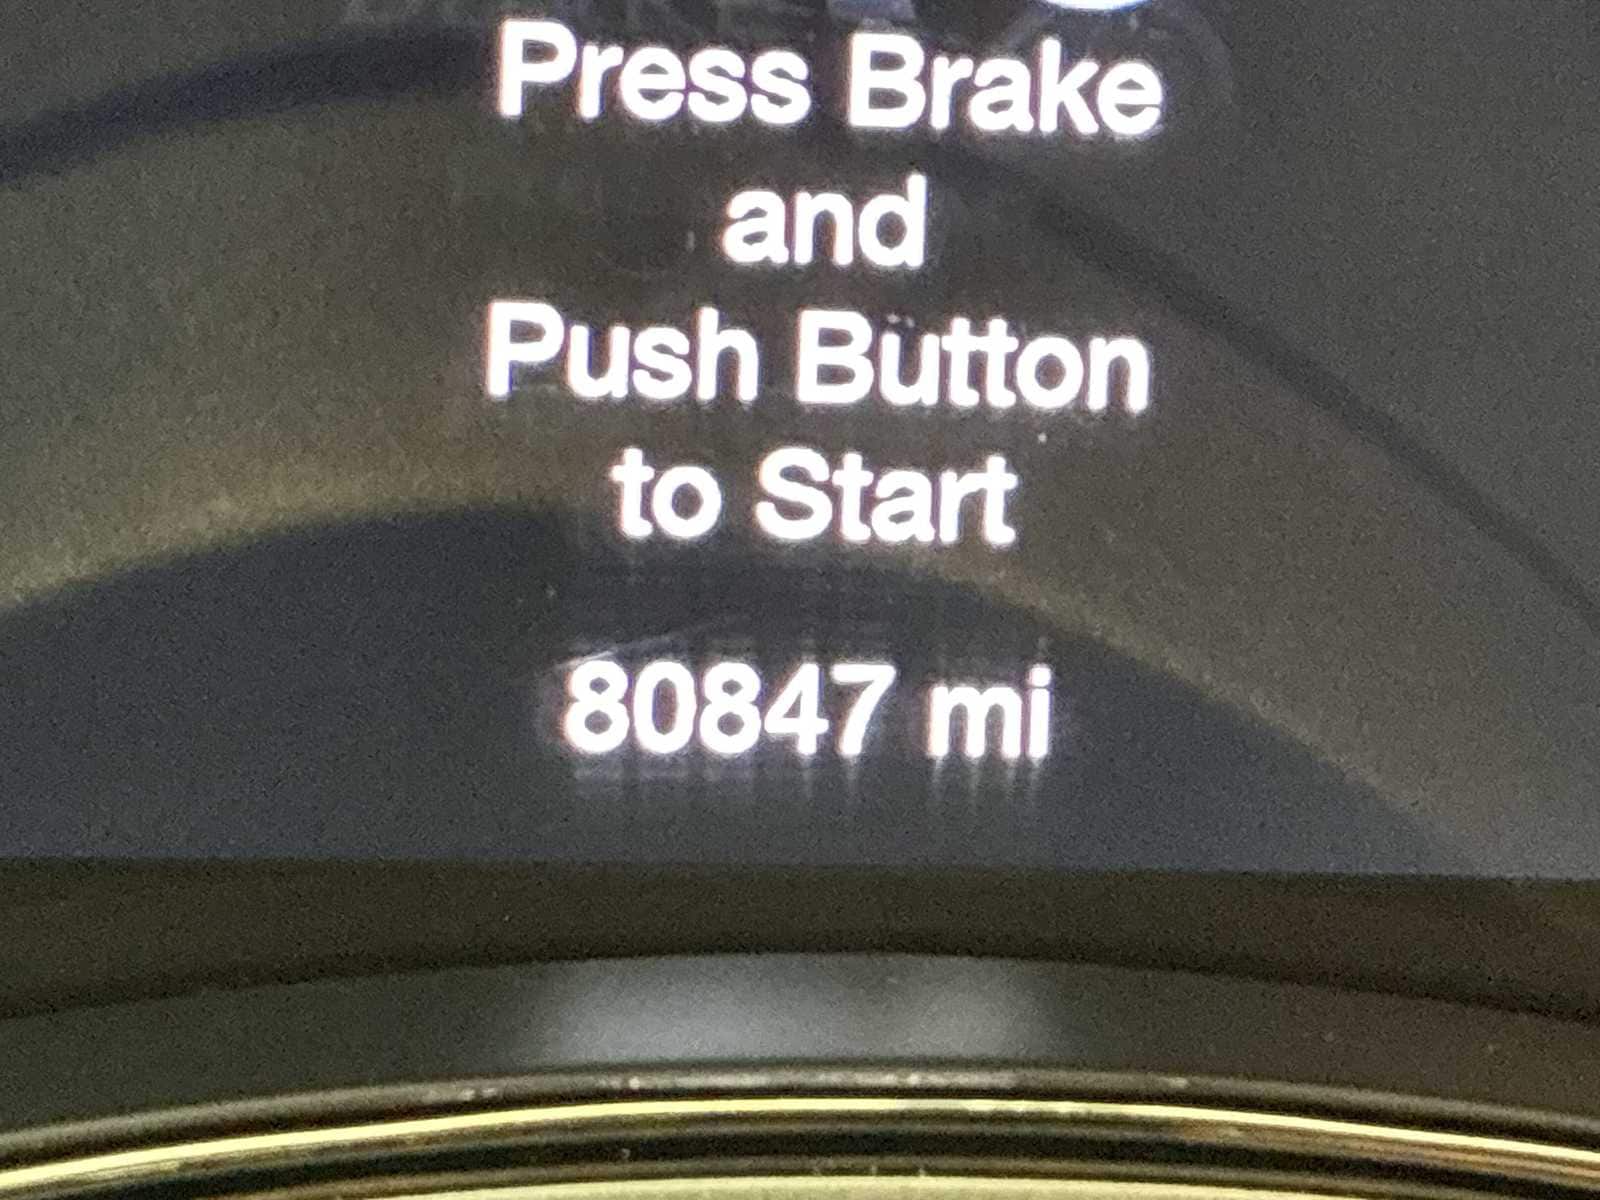 Press Brake
and
Push Button
to Start
80847 mi